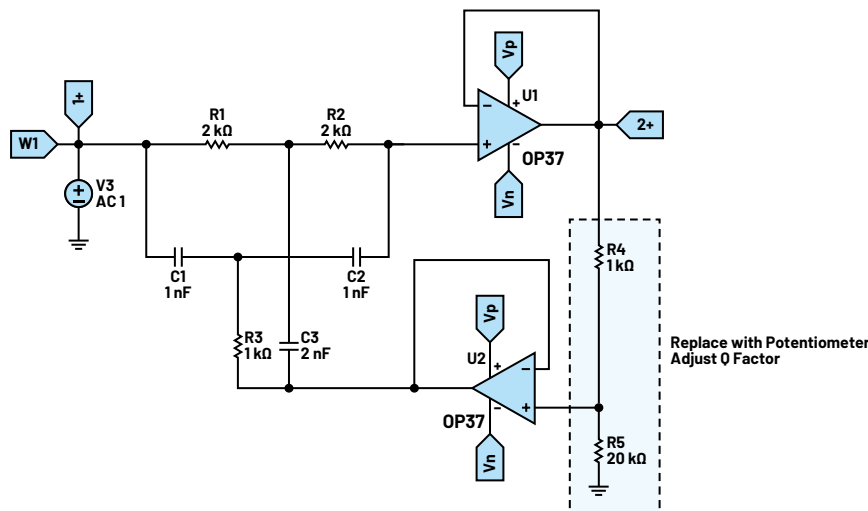 Vp
1+
U1
R1
2 kΩ
R2
2 kΩ
W1
2+
OP37
V3
AC 1
Vn
R4
1 kΩ
C1
1 nF
C2
1 nF
Vp
R3
1 kΩ
C3
2 nF
U2
Replace with Potentiometer
Adjust Q Factor
OP37
R5
20 kΩ
Vn